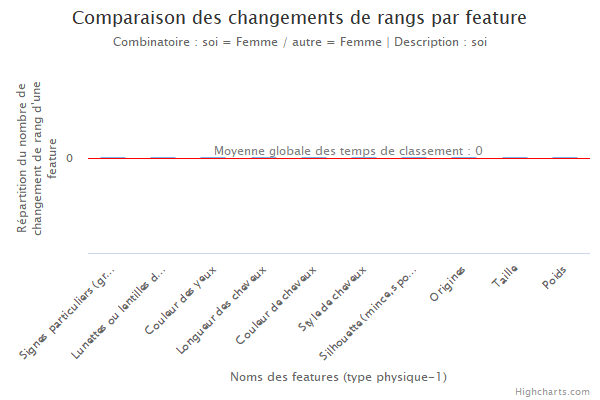 Comparaison des changements de rangs par feature
Combinatoire : soi = Femme / autre = Femme | Description : soi
Répartition du nombre de
changement de rang d'une
feature
0
Moyenne globale des temps de classement : 0
Signes particuliers (gr...
Lunettes ou lentilles d...
Couleur des yeux
Longueur des cheveux
Couleur de cheveux
Style de cheveux
Silhouette (mince,s po...
Origines
Taille
Poids
Noms des features (type physique-1)
Highcharts.com